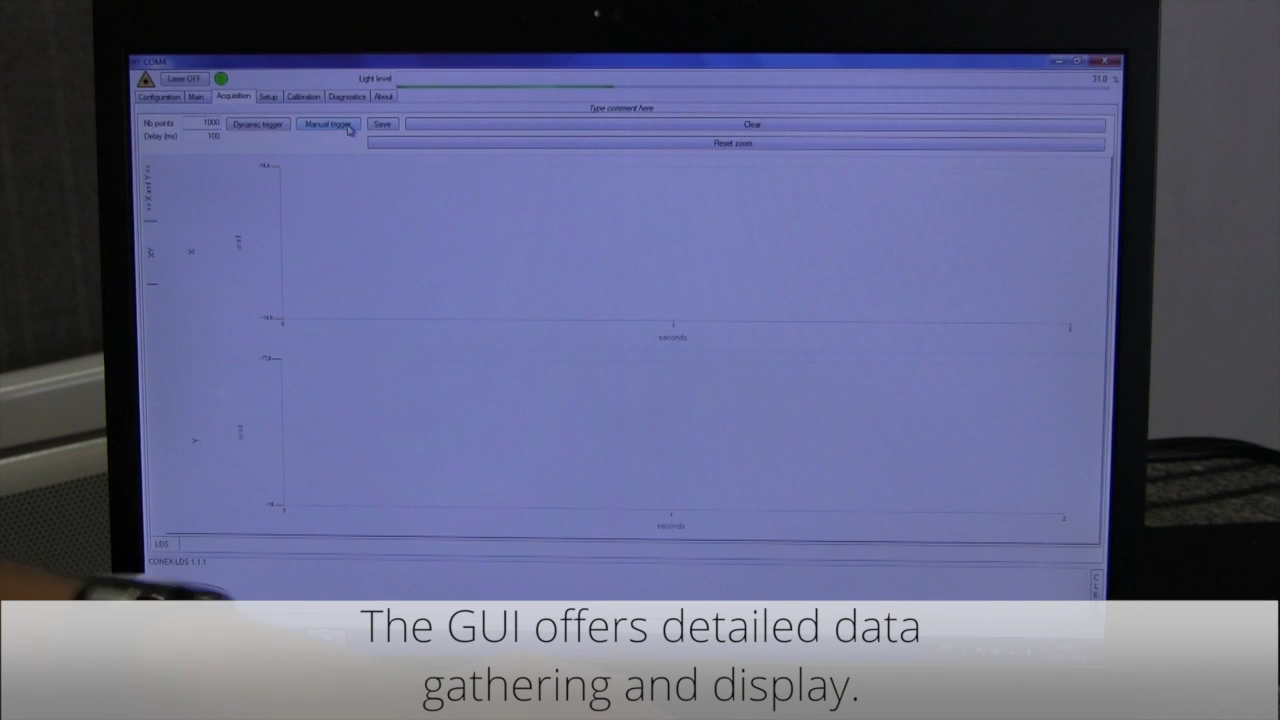 COM4
Laser OFF
Light level
31,0 %
Configuration Main Acquisition Setup Calibration Diagnostics About
Type comment here
Nb points 1000 Dynamic trigger Manual trigger Save Clear
Delay (ms) 100
Reset zoom
X and Y
XY
X
seconds
Y
seconds
LDS
CONEX-LDS 1.1.1
The GUI offers detailed data
gathering and display.